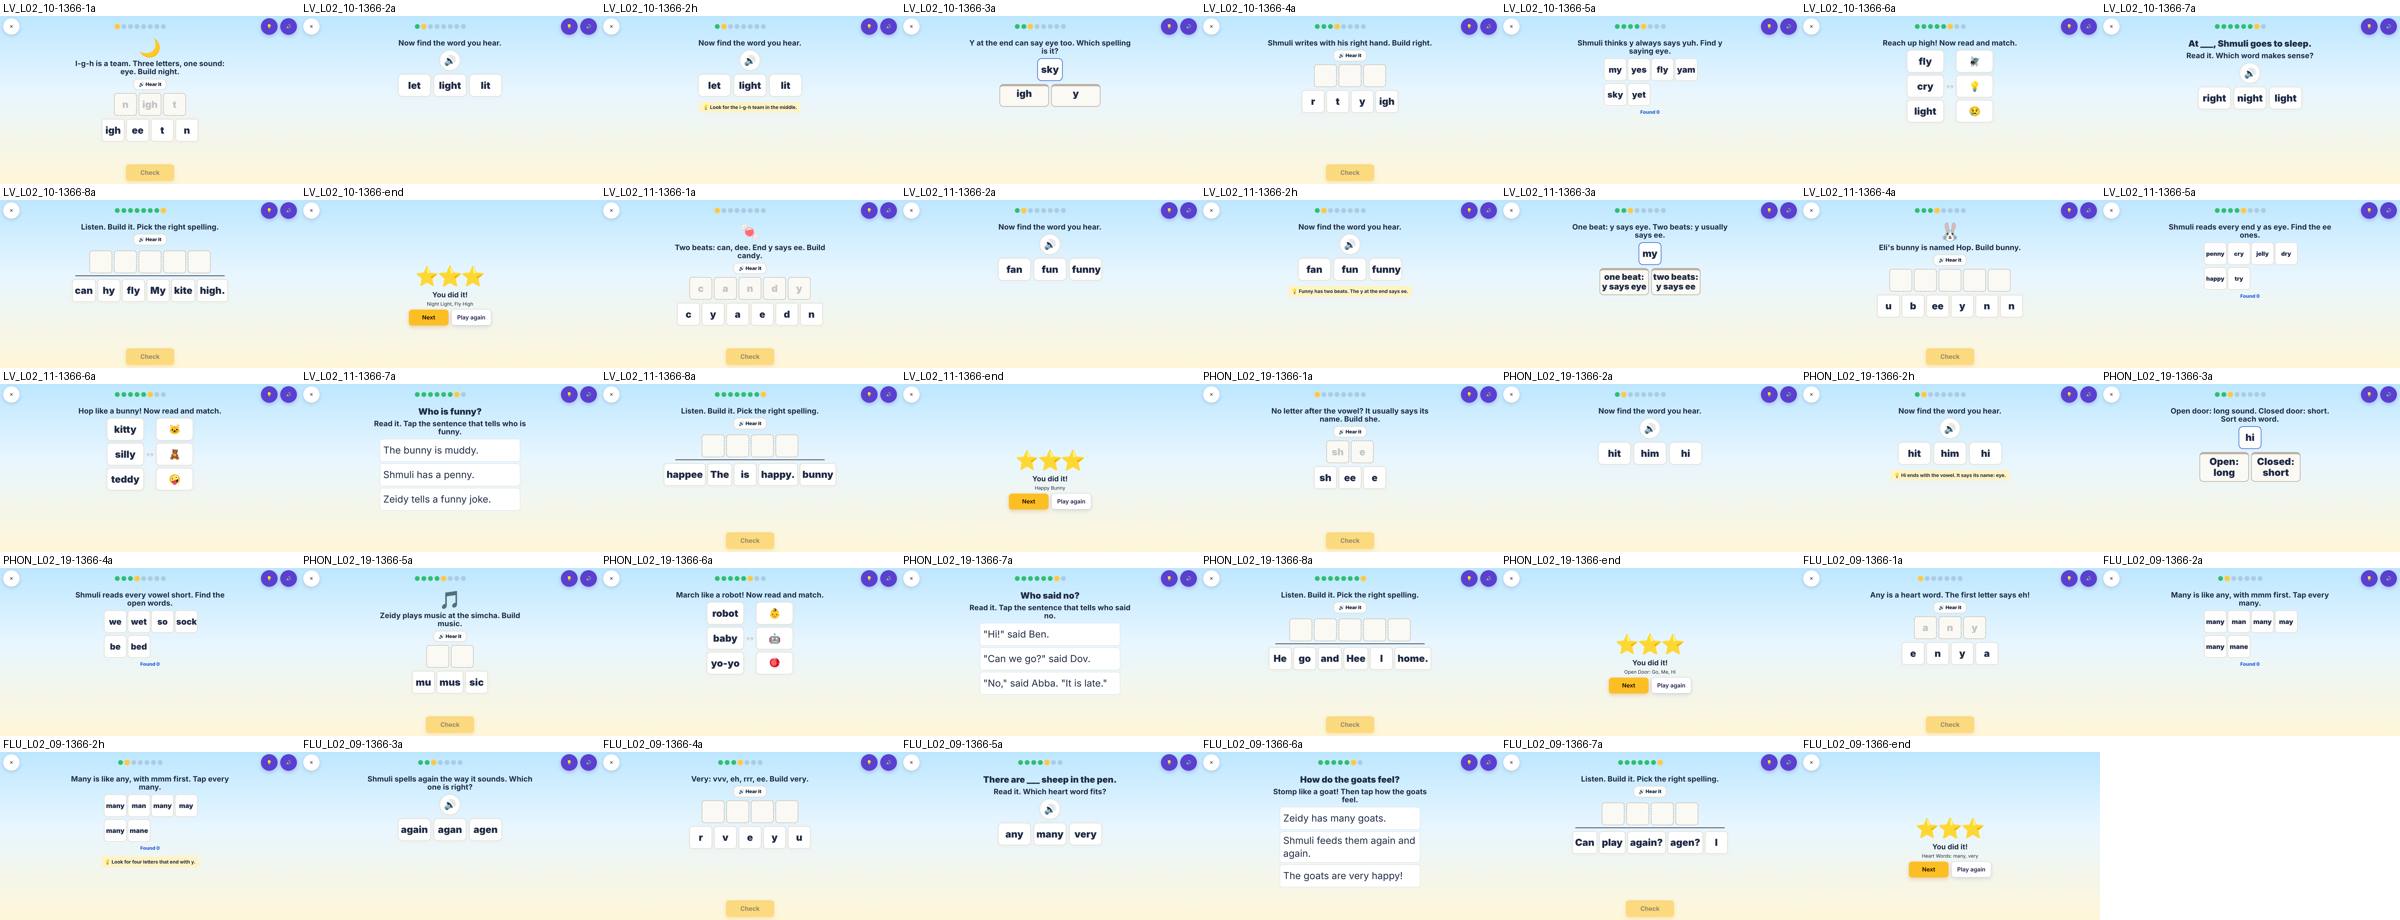 LV_L02_10-1366-1a
I-g-h is a team. Three letters, one sound:
eye. Build night.
Hear it
n igh t
igh ee t n
Check
LV_L02_10-1366-2a
Now find the word you hear.
let light lit
LV_L02_10-1366-2h
Now find the word you hear.
let light lit
Look for the i-g-h team in the middle.
LV_L02_10-1366-3a
Y at the end can say eye too. Which spelling
is it?
sky
igh y
LV_L02_10-1366-4a
Shmuli writes with his right hand. Build right.
Hear it
r t y igh
Check
LV_L02_10-1366-5a
Shmuli thinks y always says yuh. Find y
saying eye.
my yes fly yam
sky yet
Found 0
LV_L02_10-1366-6a
Reach up high! Now read and match.
fly
cry
light
LV_L02_10-1366-7a
At ___, Shmuli goes to sleep.
Read it. Which word makes sense?
right night light
LV_L02_10-1366-8a
Listen. Build it. Pick the right spelling.
Hear it
can hy fly My kite high.
Check
LV_L02_10-1366-end
You did it!
Night Light, Fly High
Next Play again
LV_L02_11-1366-1a
Two beats: can, dee. End y says ee. Build
candy.
Hear it
c a n d y
c y a e d n
Check
LV_L02_11-1366-2a
Now find the word you hear.
fan fun funny
LV_L02_11-1366-2h
Now find the word you hear.
fan fun funny
Funny has two beats. The y at the end says ee.
LV_L02_11-1366-3a
One beat: y says eye. Two beats: y usually
says ee.
my
one beat: two beats:
y says eye y says ee
LV_L02_11-1366-4a
Eli's bunny is named Hop. Build bunny.
Hear it
u b ee y n n
Check
LV_L02_11-1366-5a
Shmuli reads every end y as eye. Find the ee
ones.
penny cry jelly dry
happy try
Found 0
LV_L02_11-1366-6a
Hop like a bunny! Now read and match.
kitty
silly
teddy
LV_L02_11-1366-7a
Who is funny?
Read it. Tap the sentence that tells who is
funny.
The bunny is muddy.
Shmuli has a penny.
Zeidy tells a funny joke.
LV_L02_11-1366-8a
Listen. Build it. Pick the right spelling.
Hear it
happee The is happy. bunny
Check
LV_L02_11-1366-end
You did it!
Happy Bunny
Next Play again
PHON_L02_19-1366-1a
No letter after the vowel? It usually says its
name. Build she.
Hear it
sh e
sh ee e
Check
PHON_L02_19-1366-2a
Now find the word you hear.
hit him hi
PHON_L02_19-1366-2h
Now find the word you hear.
hit him hi
Hi ends with the vowel. It says its name: eye.
PHON_L02_19-1366-3a
Open door: long sound. Closed door: short.
Sort each word.
hi
Open: Closed:
long short
PHON_L02_19-1366-4a
Shmuli reads every vowel short. Find the
open words.
we wet so sock
be bed
Found 0
PHON_L02_19-1366-5a
Zeidy plays music at the simcha. Build
music.
Hear it
mu mus sic
Check
PHON_L02_19-1366-6a
March like a robot! Now read and match.
robot
baby
yo-yo
PHON_L02_19-1366-7a
Who said no?
Read it. Tap the sentence that tells who said
no.
"Hi!" said Ben.
"Can we go?" said Dov.
"No," said Abba. "It is late."
PHON_L02_19-1366-8a
Listen. Build it. Pick the right spelling.
Hear it
He go and Hee I home.
Check
PHON_L02_19-1366-end
You did it!
Open Door: Go, Me, Hi
Next Play again
FLU_L02_09-1366-1a
Any is a heart word. The first letter says eh!
Hear it
a n y
e n y a
Check
FLU_L02_09-1366-2a
Many is like any, with mmm first. Tap every
many.
many man many may
many mane
Found 0
FLU_L02_09-1366-2h
Many is like any, with mmm first. Tap every
many.
many man many may
many mane
Found 0
Look for four letters that end with y.
FLU_L02_09-1366-3a
Shmuli spells again the way it sounds. Which
one is right?
again agan agen
FLU_L02_09-1366-4a
Very: vvv, eh, rrr, ee. Build very.
Hear it
r v e y u
Check
FLU_L02_09-1366-5a
There are ___ sheep in the pen.
Read it. Which heart word fits?
any many very
FLU_L02_09-1366-6a
How do the goats feel?
Stomp like a goat! Then tap how the goats
feel.
Zeidy has many goats.
Shmuli feeds them again and
again.
The goats are very happy!
FLU_L02_09-1366-7a
Listen. Build it. Pick the right spelling.
Hear it
Can play again? agen? I
Check
FLU_L02_09-1366-end
You did it!
Heart Words: many, very
Next Play again